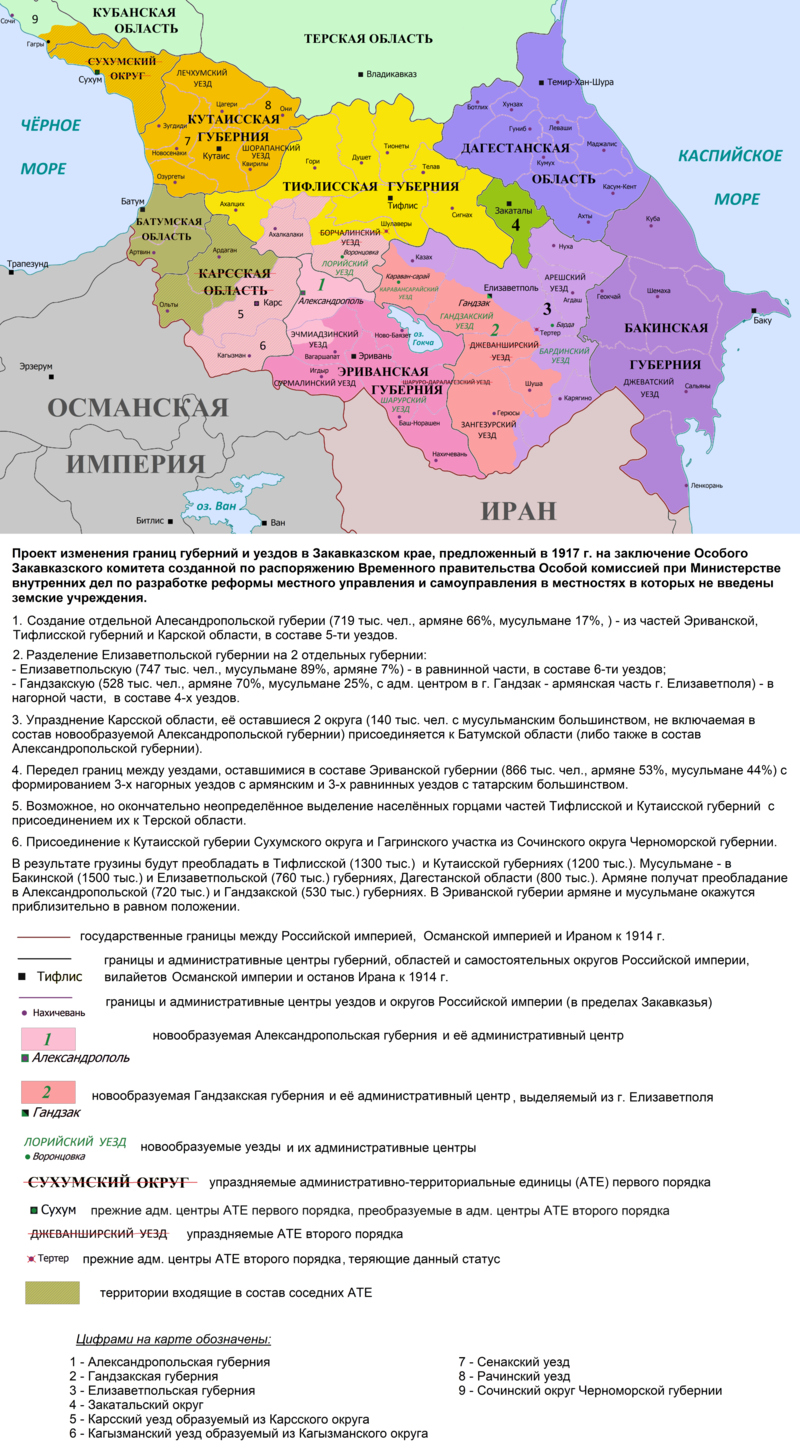 КУБАНСКАЯ
ОБЛАСТЬ
Сочи
9
Гагры
СУХУМСКИЙ
ОКРУГ
Сухум
ТЕРСКАЯ ОБЛАСТЬ
Владикавказ
ЛЕЧХУМСКИЙ
УЕЗД
Цагери
8
Они
КУТАИССКАЯ
ГУБЕРНИЯ
Зугдиди
7
Новосенаки
Кутаис
ШОРАПАНСКИЙ
УЕЗД
Квирилы
Озургеты
ЧЁРНОЕ
МОРЕ
Темир-Хан-Шура
Ботлих
Хунзах
Гуниб
Леваши
Маджалис
ДАГЕСТАНСКАЯ
Кумух
ОБЛАСТЬ
Касум-Кент
Ахты
КАСПИЙСКОЕ
МОРЕ
Тионеты
Душет
Гори
Телав
ТИФЛИССКАЯ ГУБЕРНИЯ
Тифлис
Сигнах
Закаталы
4
Куба
Батум
Ахалцих
БАТУМСКАЯ
ОБЛАСТЬ
Артвин
Ахалкалаки
Шулаверы
БОРЧАЛИНСКИЙ
УЕЗД
Воронцовка
ЛОРИЙСКИЙ
УЕЗД
Трапезунд
Ардаган
КАРССКАЯ
ОБЛАСТЬ
Ольты
Карс
5
6
Кагызман
1
Александрополь
Казах
Караван-сарай
КАРАВАНСАРАЙСКИЙ
УЕЗД
Нуха
АРЕШСКИЙ
УЕЗД
Агдаш
Геокчай
Шемаха
Елизаветполь
Гандзак
ГАНДЗАКСКИЙ
УЕЗД
2
3
Барда
Тертер
ДЖЕВАНШИРСКИЙ
УЕЗД
БАРДИНСКИЙ
УЕЗД
БАКИНСКАЯ
ГУБЕРНИЯ
Баку
ДЖЕВАТСКИЙ
УЕЗД
Сальяны
Ленкорань
ЭЧМИАДЗИНСКИЙ
УЕЗД
Вагаршапат
Ново-Баязет
оз.
Гокча
Эривань
Игдыр
СУРМАЛИНСКИЙ УЕЗД
ЭРИВАНСКАЯ
ГУБЕРНИЯ
ШАРУРО-ДАРАЛАГЕЗСКИЙ УЕЗД
ШАРУРСКИЙ
УЕЗД
Баш-Норашен
Нахичевань
Шуша
Карягино
Герюсы
ЗАНГЕЗУРСКИЙ
УЕЗД
Эрзерум
ОСМАНСКАЯ
ИМПЕРИЯ
оз. Ван
Битлис
Ван
ИРАН
Проект изменения границ губерний и уездов в Закавказском крае, предложенный в 1917 г. на заключение Особого
Закавказского комитета созданной по распоряжению Временного правительства Особой комиссией при Министерстве
внутренних дел по разработке реформы местного управления и самоуправления в местностях в которых не введены
земские учреждения.
1. Создание отдельной Алесандропольской губерии (719 тыс. чел., армяне 66%, мусульмане 17%, ) - из частей Эриванской,
Тифлисской губерний и Карской области, в составе 5-ти уездов.
2. Разделение Елизаветпольской губернии на 2 отдельных губернии:
- Елизаветпольскую (747 тыс. чел., мусульмане 89%, армяне 7%) - в равнинной части, в составе 6-ти уездов;
- Гандзакскую (528 тыс. чел., армяне 70%, мусульмане 25%, с адм. центром в г. Гандзак - армянская часть г. Елизаветполя) - в
нагорной части, в составе 4-х уездов.
3. Упразднение Карсской области, её оставшиеся 2 округа (140 тыс. чел. с мусульманским большинством, не включаемая в
состав новообразуемой Александропольской губернии) присоединяется к Батумской области (либо также в состав
Александропольской губернии).
4. Передел границ между уездами, оставшимися в составе Эриванской губернии (866 тыс. чел., армяне 53%, мусульмане 44%) с
формированием 3-х нагорных уездов с армянским и 3-х равнинных уездов с татарским большинством.
5. Возможное, но окончательно неопределённое выделение населённых горцами частей Тифлисской и Кутаисской губерний с
присоединением их к Терской области.
6. Присоединение к Кутаисской губернии Сухумского округа и Гагринского участка из Сочинского округа Черноморской губернии.
В результате грузины будут преобладать в Тифлисской (1300 тыс.) и Кутаисской губерниях (1200 тыс.). Мусульмане - в
Бакинской (1500 тыс.) и Елизаветпольской (760 тыс.) губерниях, Дагестанской области (800 тыс.). Армяне получат преобладание
в Александропольской (720 тыс.) и Гандзакской (530 тыс.) губерниях. В Эриванской губерии армяне и мусульмане окажутся
приблизительно в равном положении.
государственные границы между Российской империей, Османской империей и Ираном к 1914 г.
границы и административные центры губерний, областей и самостоятельных округов Российской империи,
Тифлис вилайетов Османской империи и останов Ирана к 1914 г.
границы и административные центры уездов и округов Российской империи (в пределах Закавказья)
Нахичевань
1 новообразуемая Александропольская губерния и её административный центр
Александрополь
2 новообразуемая Гандзакская губерния и её административный центр , выделяемый из г. Елизаветполя
Гандзак
ЛОРИЙСКИЙ УЕЗД новообразуемые уезды и их административные центры
Воронцовка
СУХУМСКИЙ ОКРУГ упраздняемые административно-территориальные единицы (АТЕ) первого порядка
Сухум прежние адм. центры АТЕ первого порядка, преобразуемые в адм. центры АТЕ второго порядка
ДЖЕВАНШИРСКИЙ УЕЗД упраздняемые АТЕ второго порядка
Тертер прежние адм. центры АТЕ второго порядка, теряющие данный статус
территории входящие в состав соседних АТЕ
Цифрами на карте обозначены:
1 - Александропольская губерния
2 - Гандзакская губерния
3 - Елизаветпольская губерния
4 - Закатальский округ
5 - Карсский уезд образуемый из Карсского округа
6 - Кагызманский уезд образуемый из Кагызманского округа
7 - Сенакский уезд
8 - Рачинский уезд
9 - Сочинский округ Черноморской губернии